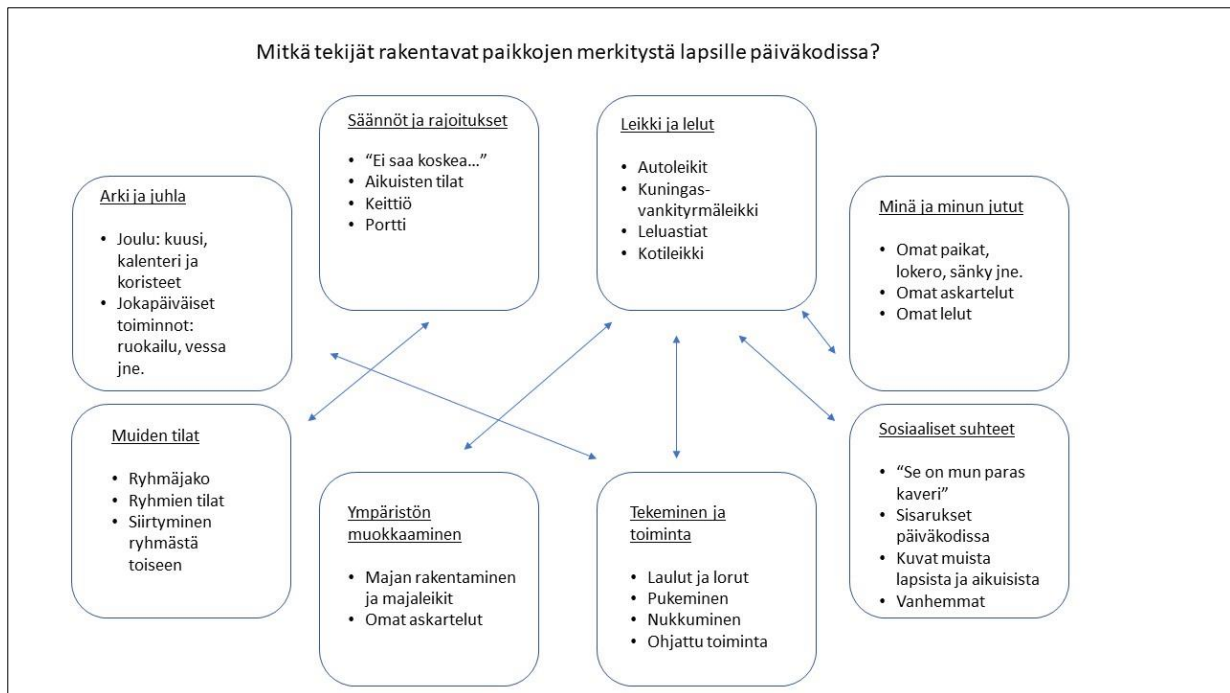 Mitkä tekijät rakentavat paikkojen merkitystä lapsille päiväkodissa?
Säännöt ja rajoitukset
• “Ei saa koskea…”
• Aikuisten tilat
• Keittiö
• Portti
Leikki ja lelut
• Autoleikit
• Kuningas-
vankityrmäleikki
• Leluastiat
• Kotileikki
Arki ja juhla
• Joulu: kuusi,
kalenteri ja
koristeet
• Jokapäiväiset
toiminnot:
ruokailu, vessa
jne.
Minä ja minun jutut
• Omat paikat,
lokero, sänky jne.
• Omat askartelut
• Omat lelut
Muiden tilat
• Ryhmäjako
• Ryhmien tilat
• Siirtyminen
ryhmästä
toiseen
Ympäristön
muokkaaminen
• Majan rakentaminen
ja majaleikit
• Omat askartelut
Tekeminen ja
toiminta
• Laulut ja lorut
• Pukeminen
• Nukkuminen
• Ohjattu toiminta
Sosiaaliset suhteet
• “Se on mun paras
kaveri”
• Sisarukset
päiväkodissa
• Kuvat muista
lapsista ja aikuisista
• Vanhemmat